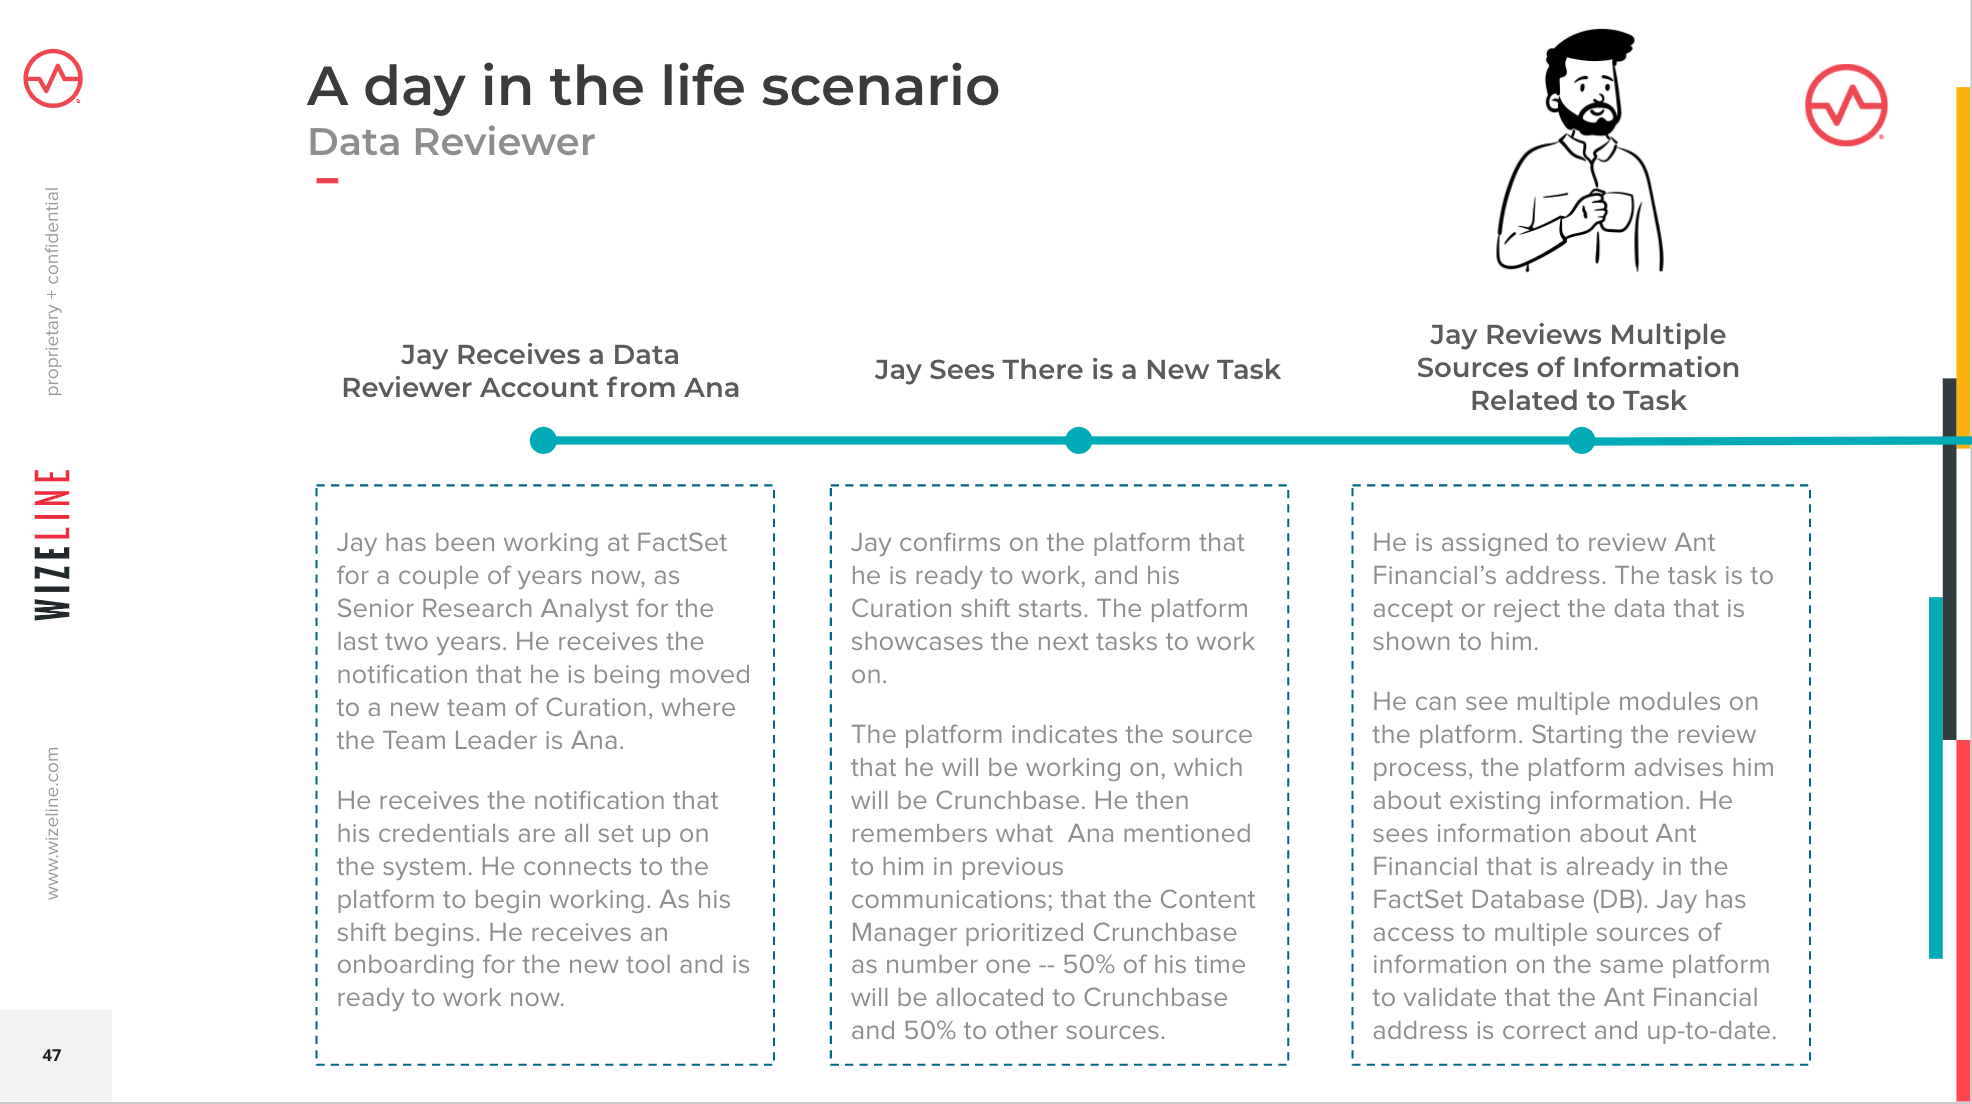 A day in the life scenario
Data Reviewer
proprietary + confidential
WIZELINE
www.wizeline.com
47
Jay Receives a Data
Reviewer Account from Ana
Jay has been working at FactSet
for a couple of years now, as
Senior Research Analyst for the
last two years. He receives the
notification that he is being moved
to a new team of Curation, where
the Team Leader is Ana.
He receives the notification that
his credentials are all set up on
the system. He connects to the
platform to begin working. As his
shift begins. He receives an
onboarding for the new tool and is
ready to work now.
Jay Sees There is a New Task
Jay confirms on the platform that
he is ready to work, and his
Curation shift starts. The platform
showcases the next tasks to work
on.
The platform indicates the source
that he will be working on, which
will be Crunchbase. He then
remembers what  Ana mentioned
to him in previous
communications; that the Content
Manager prioritized Crunchbase
as number one -- 50% of his time
will be allocated to Crunchbase
and 50% to other sources.
Jay Reviews Multiple
Sources of Information
Related to Task
He is assigned to review Ant
Financial’s address. The task is to
accept or reject the data that is
shown to him.
He can see multiple modules on
the platform. Starting the review
process, the platform advises him
about existing information. He
sees information about Ant
Financial that is already in the
FactSet Database (DB). Jay has
access to multiple sources of
information on the same platform
to validate that the Ant Financial
address is correct and up-to-date.